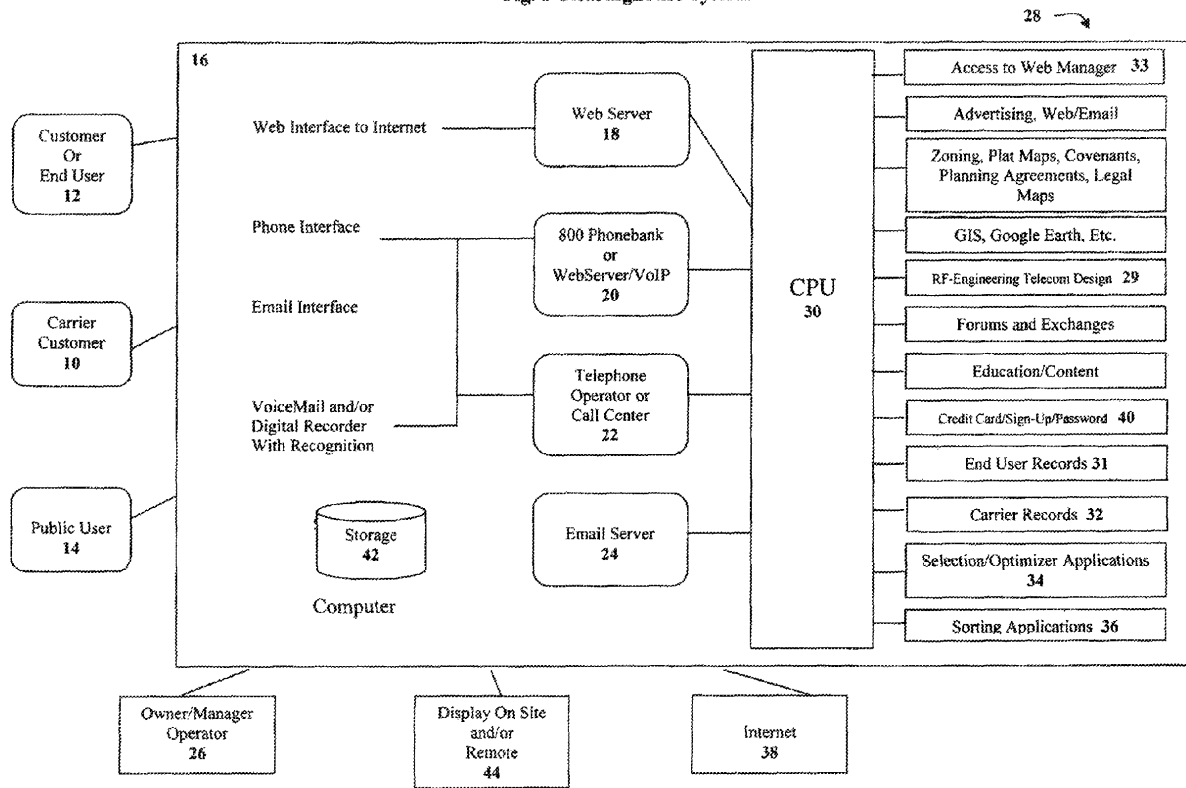 28
16
Customer
Or
End User
12
Carrier
Customer
10
Public User
14
Web Interface to Internet
Phone Interface
Email Interface
VoiceMail and/or
Digital Recorder
With Recognition
Storage
42
Computer
Web Server
18
800 Phonebank
or
WebServer/VoIP
20
Telephone
Operator or
Call Center
22
Email Server
24
CPU
30
Access to Web Manager 33
Advertising, Web/Email
Zoning, Plat Maps, Covenants,
Planning Agreements, Legal
Maps
GIS, Google Earth, Etc.
RF-Engineering Telecom Design 29
Forums and Exchanges
Education/Content
Credit Card/Sign-Up/Password 40
End User Records 31
Carrier Records 32
Selection/Optimizer Applications
34
Sorting Applications 36
Owner/Manager
Operator
26
Display On Site
and/or
Remote
44
Internet
38